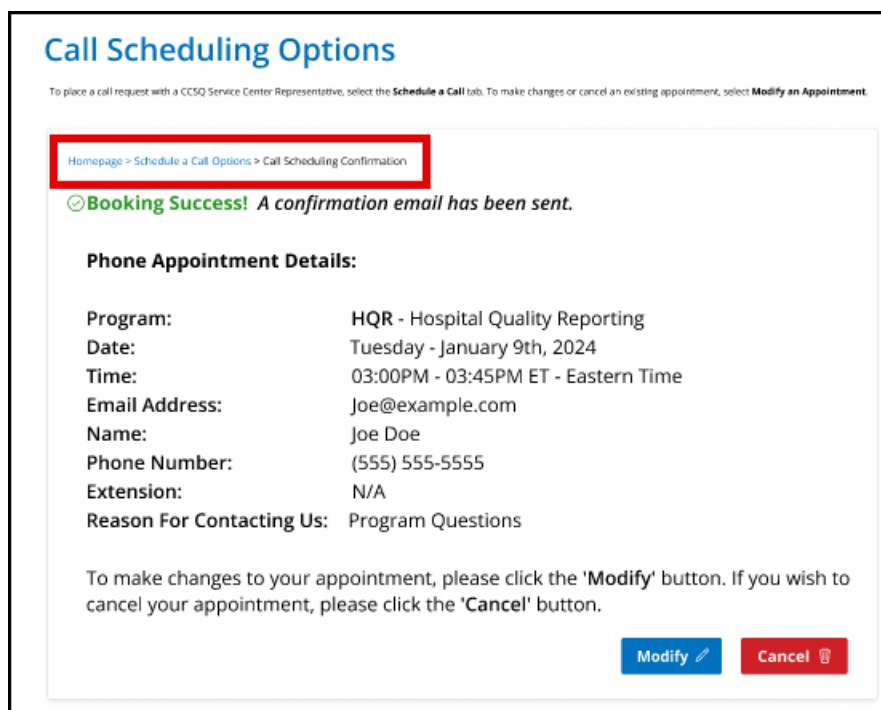 Call Scheduling Options
To place a call request with a CCSQ Service Center Representative, select the Schedule a Call tab. To make changes or cancel an existing appointment, select Modify an Appointment.
Homepage > Schedule a Call Options > Call Scheduling Confirmation
Booking Success! A confirmation email has been sent.
Phone Appointment Details:
Program: HQR - Hospital Quality Reporting
Date: Tuesday - January 9th, 2024
Time: 03:00PM - 03:45PM ET - Eastern Time
Email Address: Joe@example.com
Name: Joe Doe
Phone Number: (555) 555-5555
Extension: N/A
Reason For Contacting Us: Program Questions
To make changes to your appointment, please click the 'Modify' button. If you wish to
cancel your appointment, please click the 'Cancel' button.
Modify Cancel